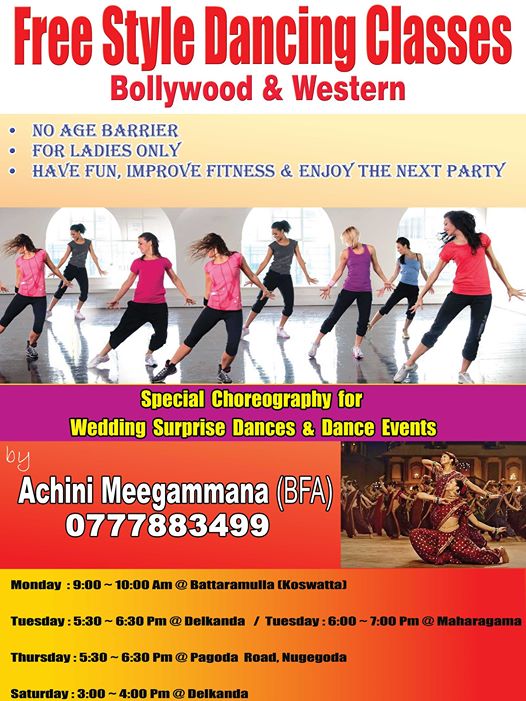 Free Style Dancing Classes
Bollywood & Western
• NO AGE BARRIER
• FOR LADIES ONLY
• HAVE FUN, IMPROVE FITNESS & ENJOY THE NEXT PARTY
Special Choreography for
Wedding Surprise Dances & Dance Events
by
Achini Meegammana (BFA)
0777883499
Monday : 9:00 ~ 10:00 Am @ Battaramulla (Koswatta)
Tuesday : 5:30 ~ 6:30 Pm @ Delkanda / Tuesday : 6:00 ~ 7:00 Pm @ Maharagama
Thursday : 5:30 ~ 6:30 Pm @ Pagoda Road, Nugegoda
Saturday : 3:00 ~ 4:00 Pm @ Delkanda